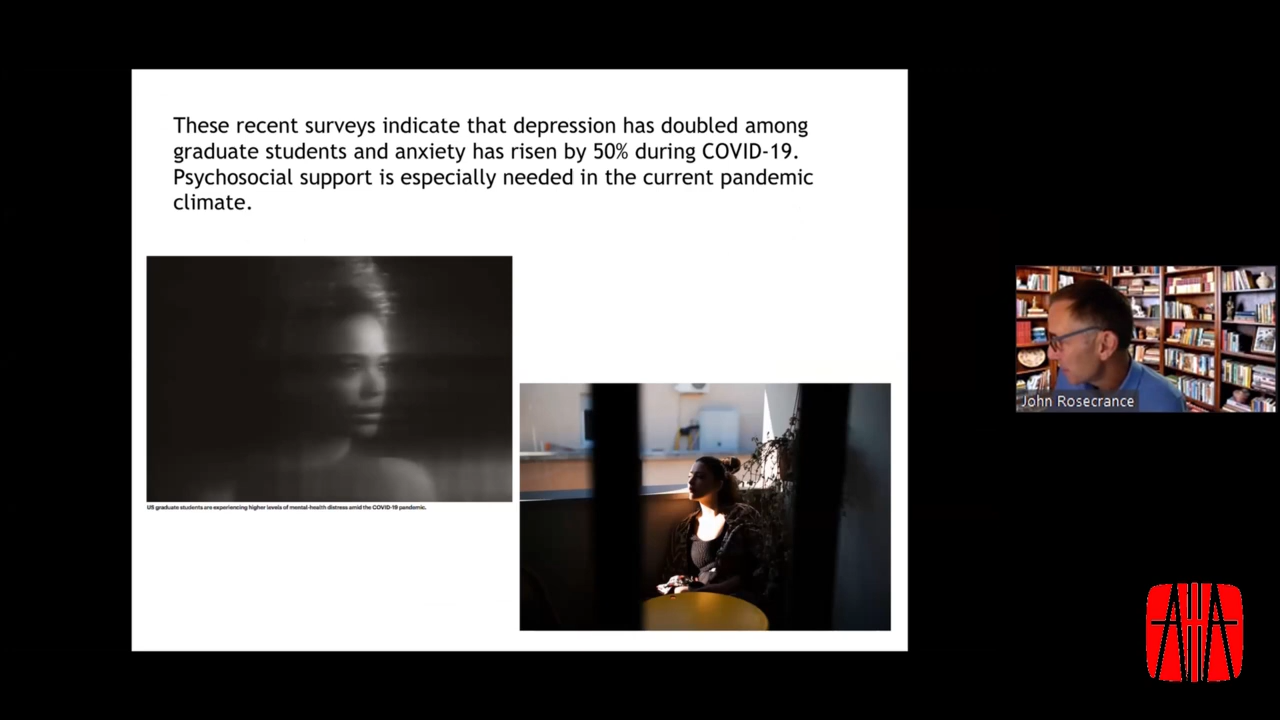 These recent surveys indicate that depression has doubled among
graduate students and anxiety has risen by 50% during COVID-19.
Psychosocial support is especially needed in the current pandemic
climate.
US graduate students are experiencing higher levels of mental-health distress amid the COVID-19 pandemic.
John Rosecrance
AHA